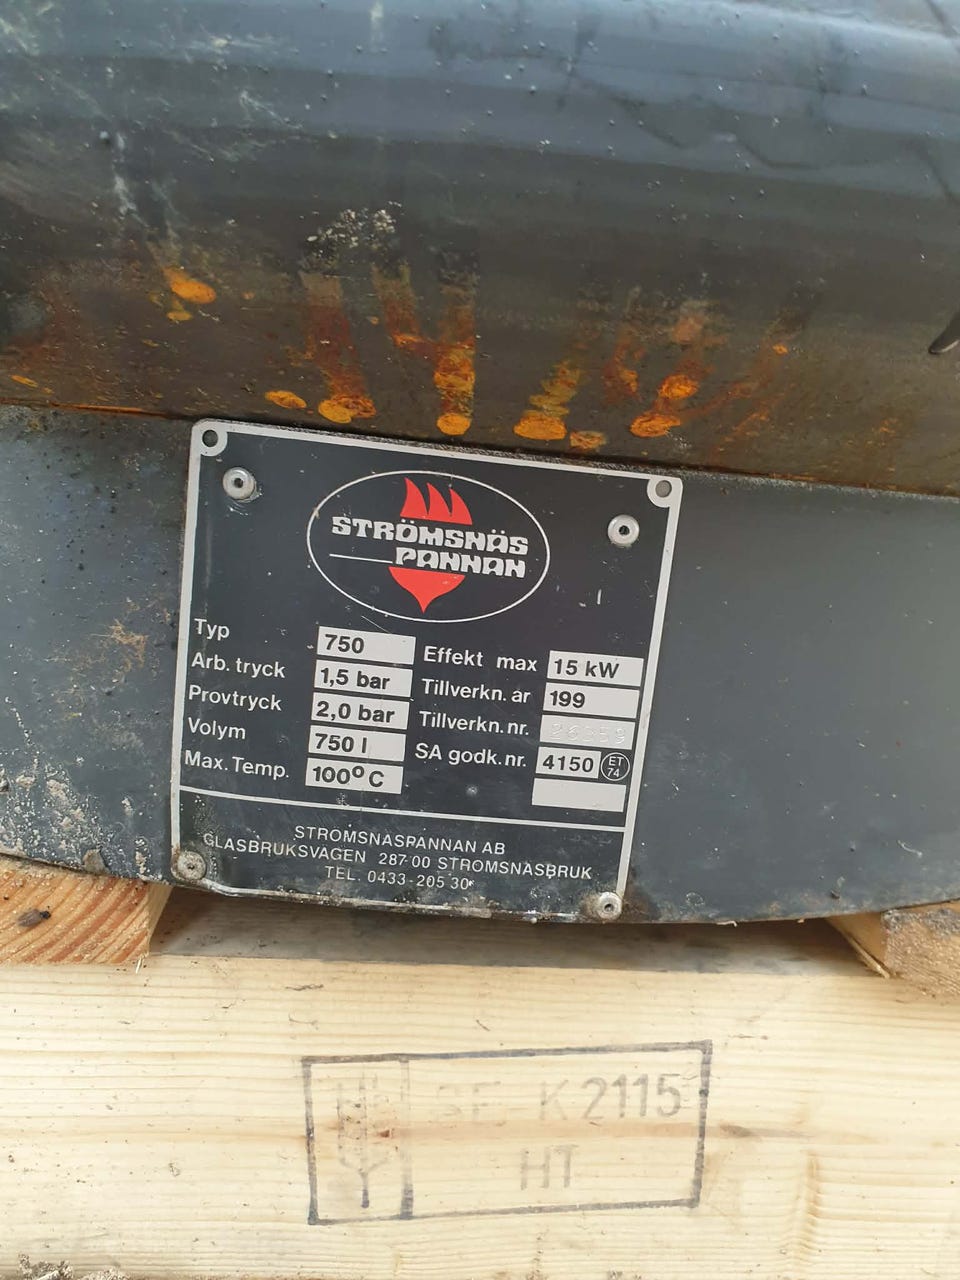 STRÖMSNÄS
PANNAN
Typ 750
Arb. tryck 1,5 bar
Provtryck 2,0 bar
Volym 750 l
Max. Temp. 100° C
Effekt max 15 kW
Tillverkn. år 199
Tillverkn. nr.
SA godk. nr. 4150 ET 74
STROMSNASPANNAN AB
GLASBRUKSVAGEN 287 00 STROMSNASBRUK
TEL. 0433-205 30
SE K2115
HT